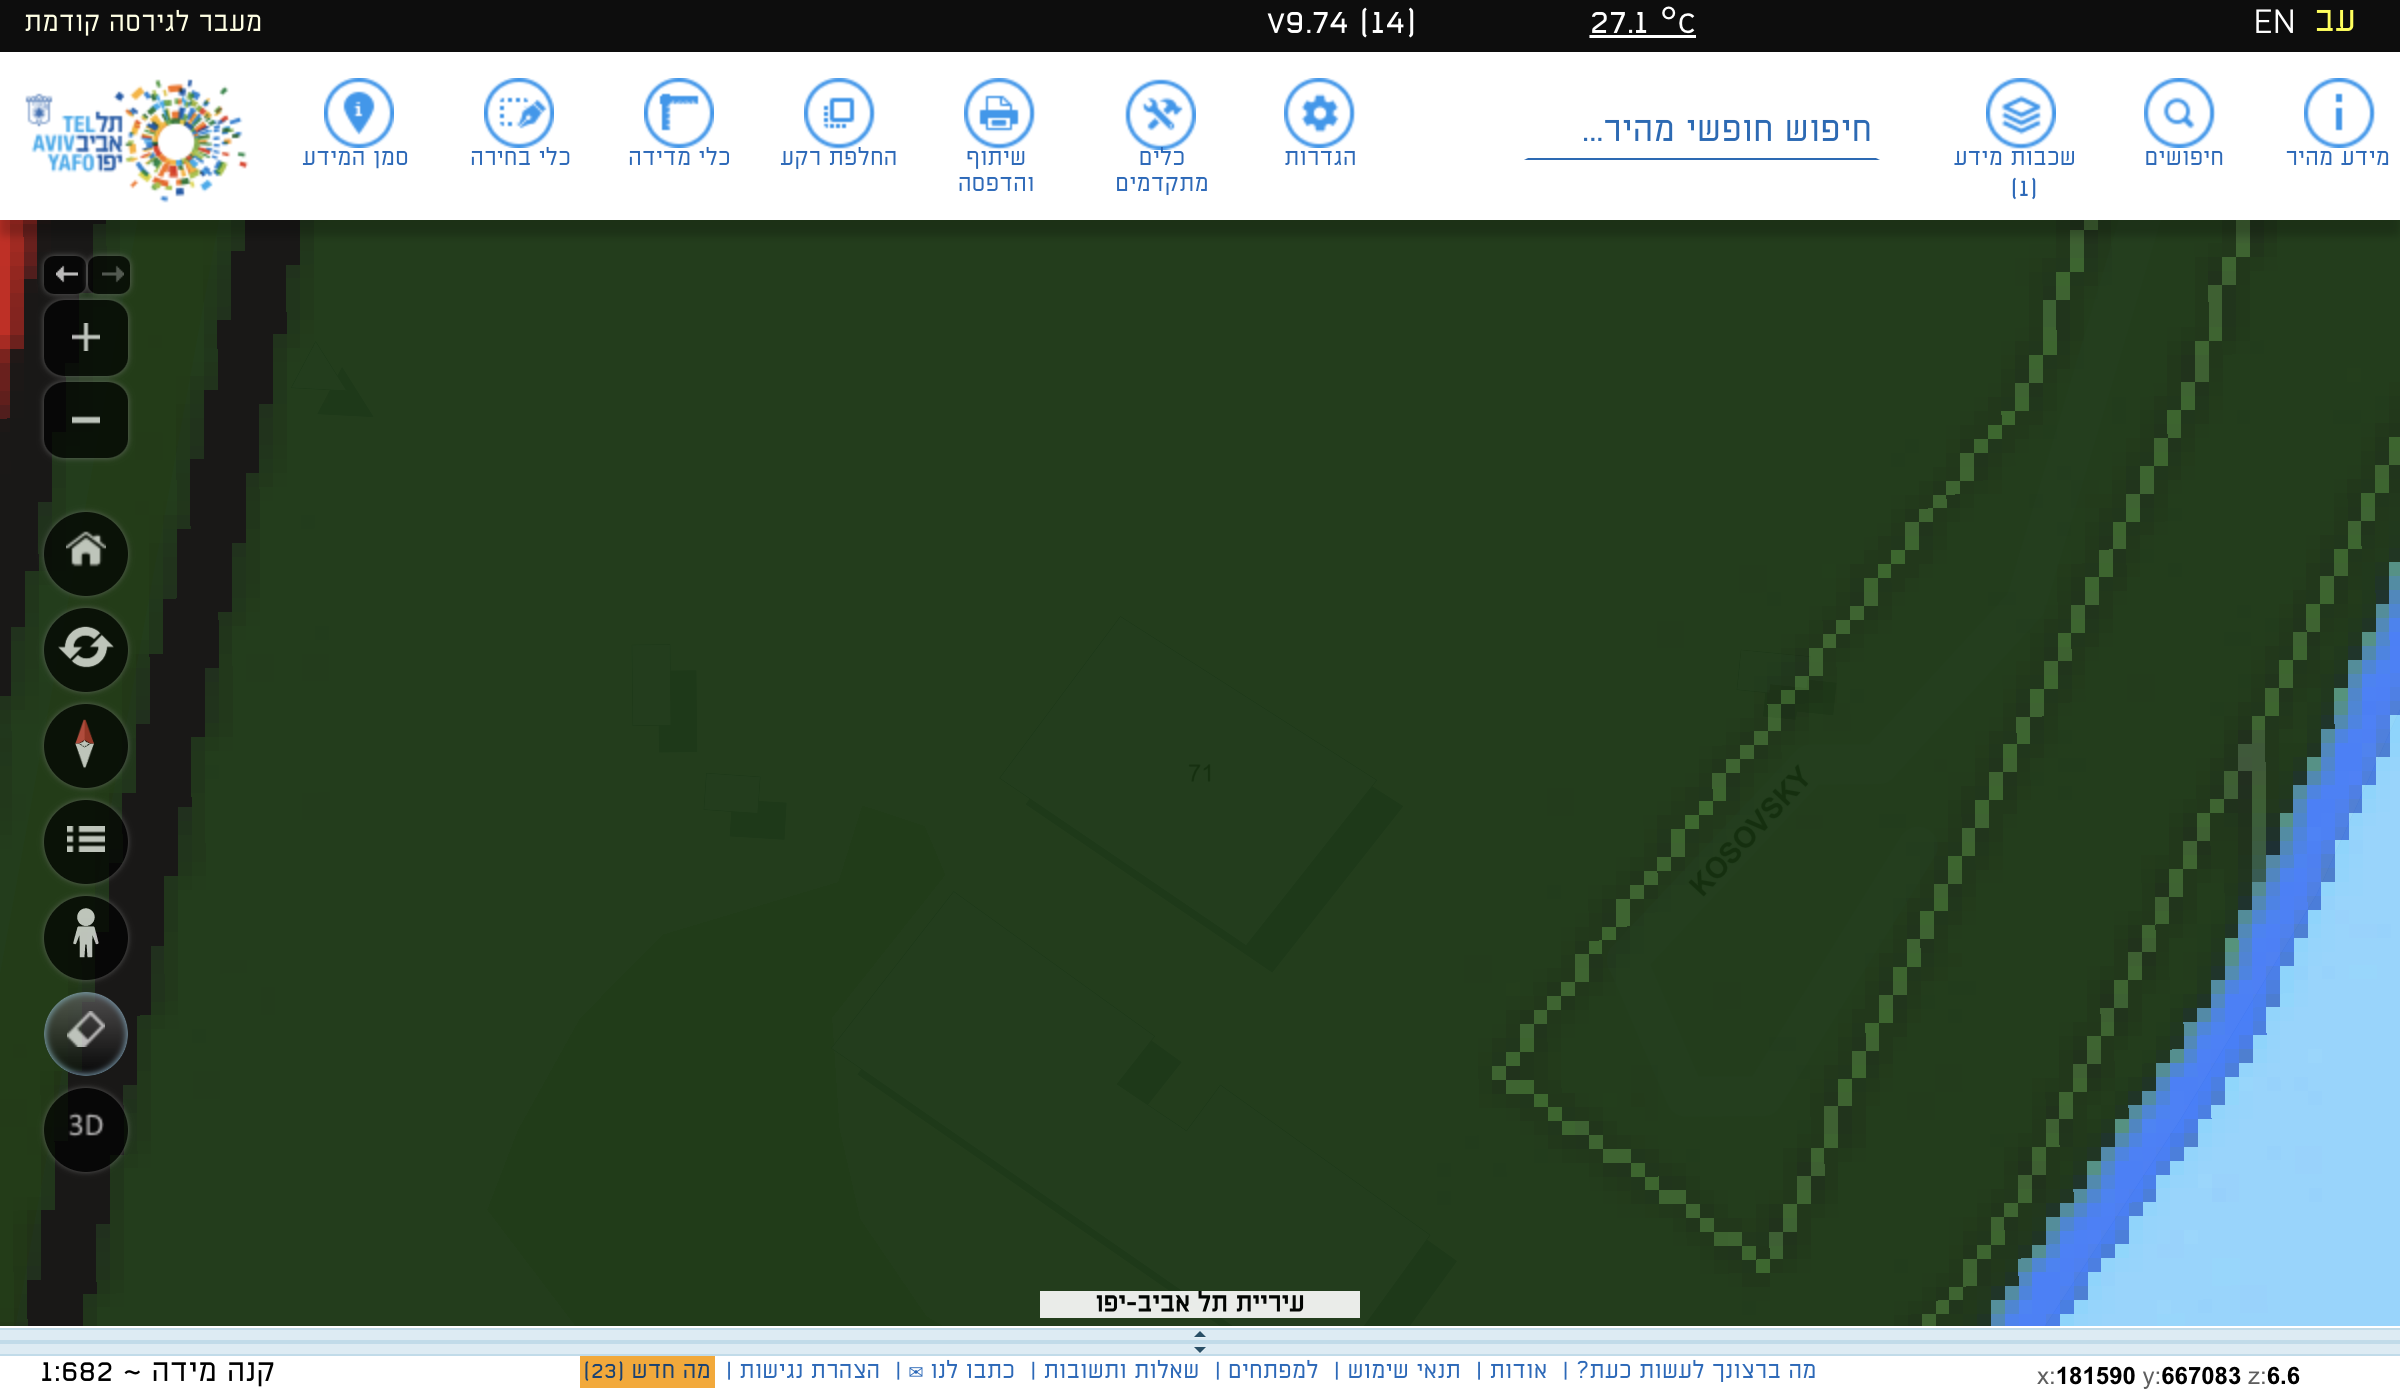 עב EN 27.1 °C V9.74 (14) מעבר לגירסה קודמת
תל TEL
אביב AVIV
יפו YAFO
מידע מהיר
חיפושים
שכבות מידע
(1)
חיפוש חופשי מהיר...
הגדרות
כלים
מתקדמים
שיתוף
והדפסה
החלפת רקע
כלי מדידה
כלי בחירה
סמן המידע
3D
71
KOSOVSKY
עיריית תל אביב-יפו
x:181590 y:667083 z:6.6
מה ברצונך לעשות כעת? | אודות | תנאי שימוש | למפתחים | שאלות ותשובות | כתבו לנו ✉ | הצהרת נגישות | מה חדש (23)
קנה מידה ~ 1:682